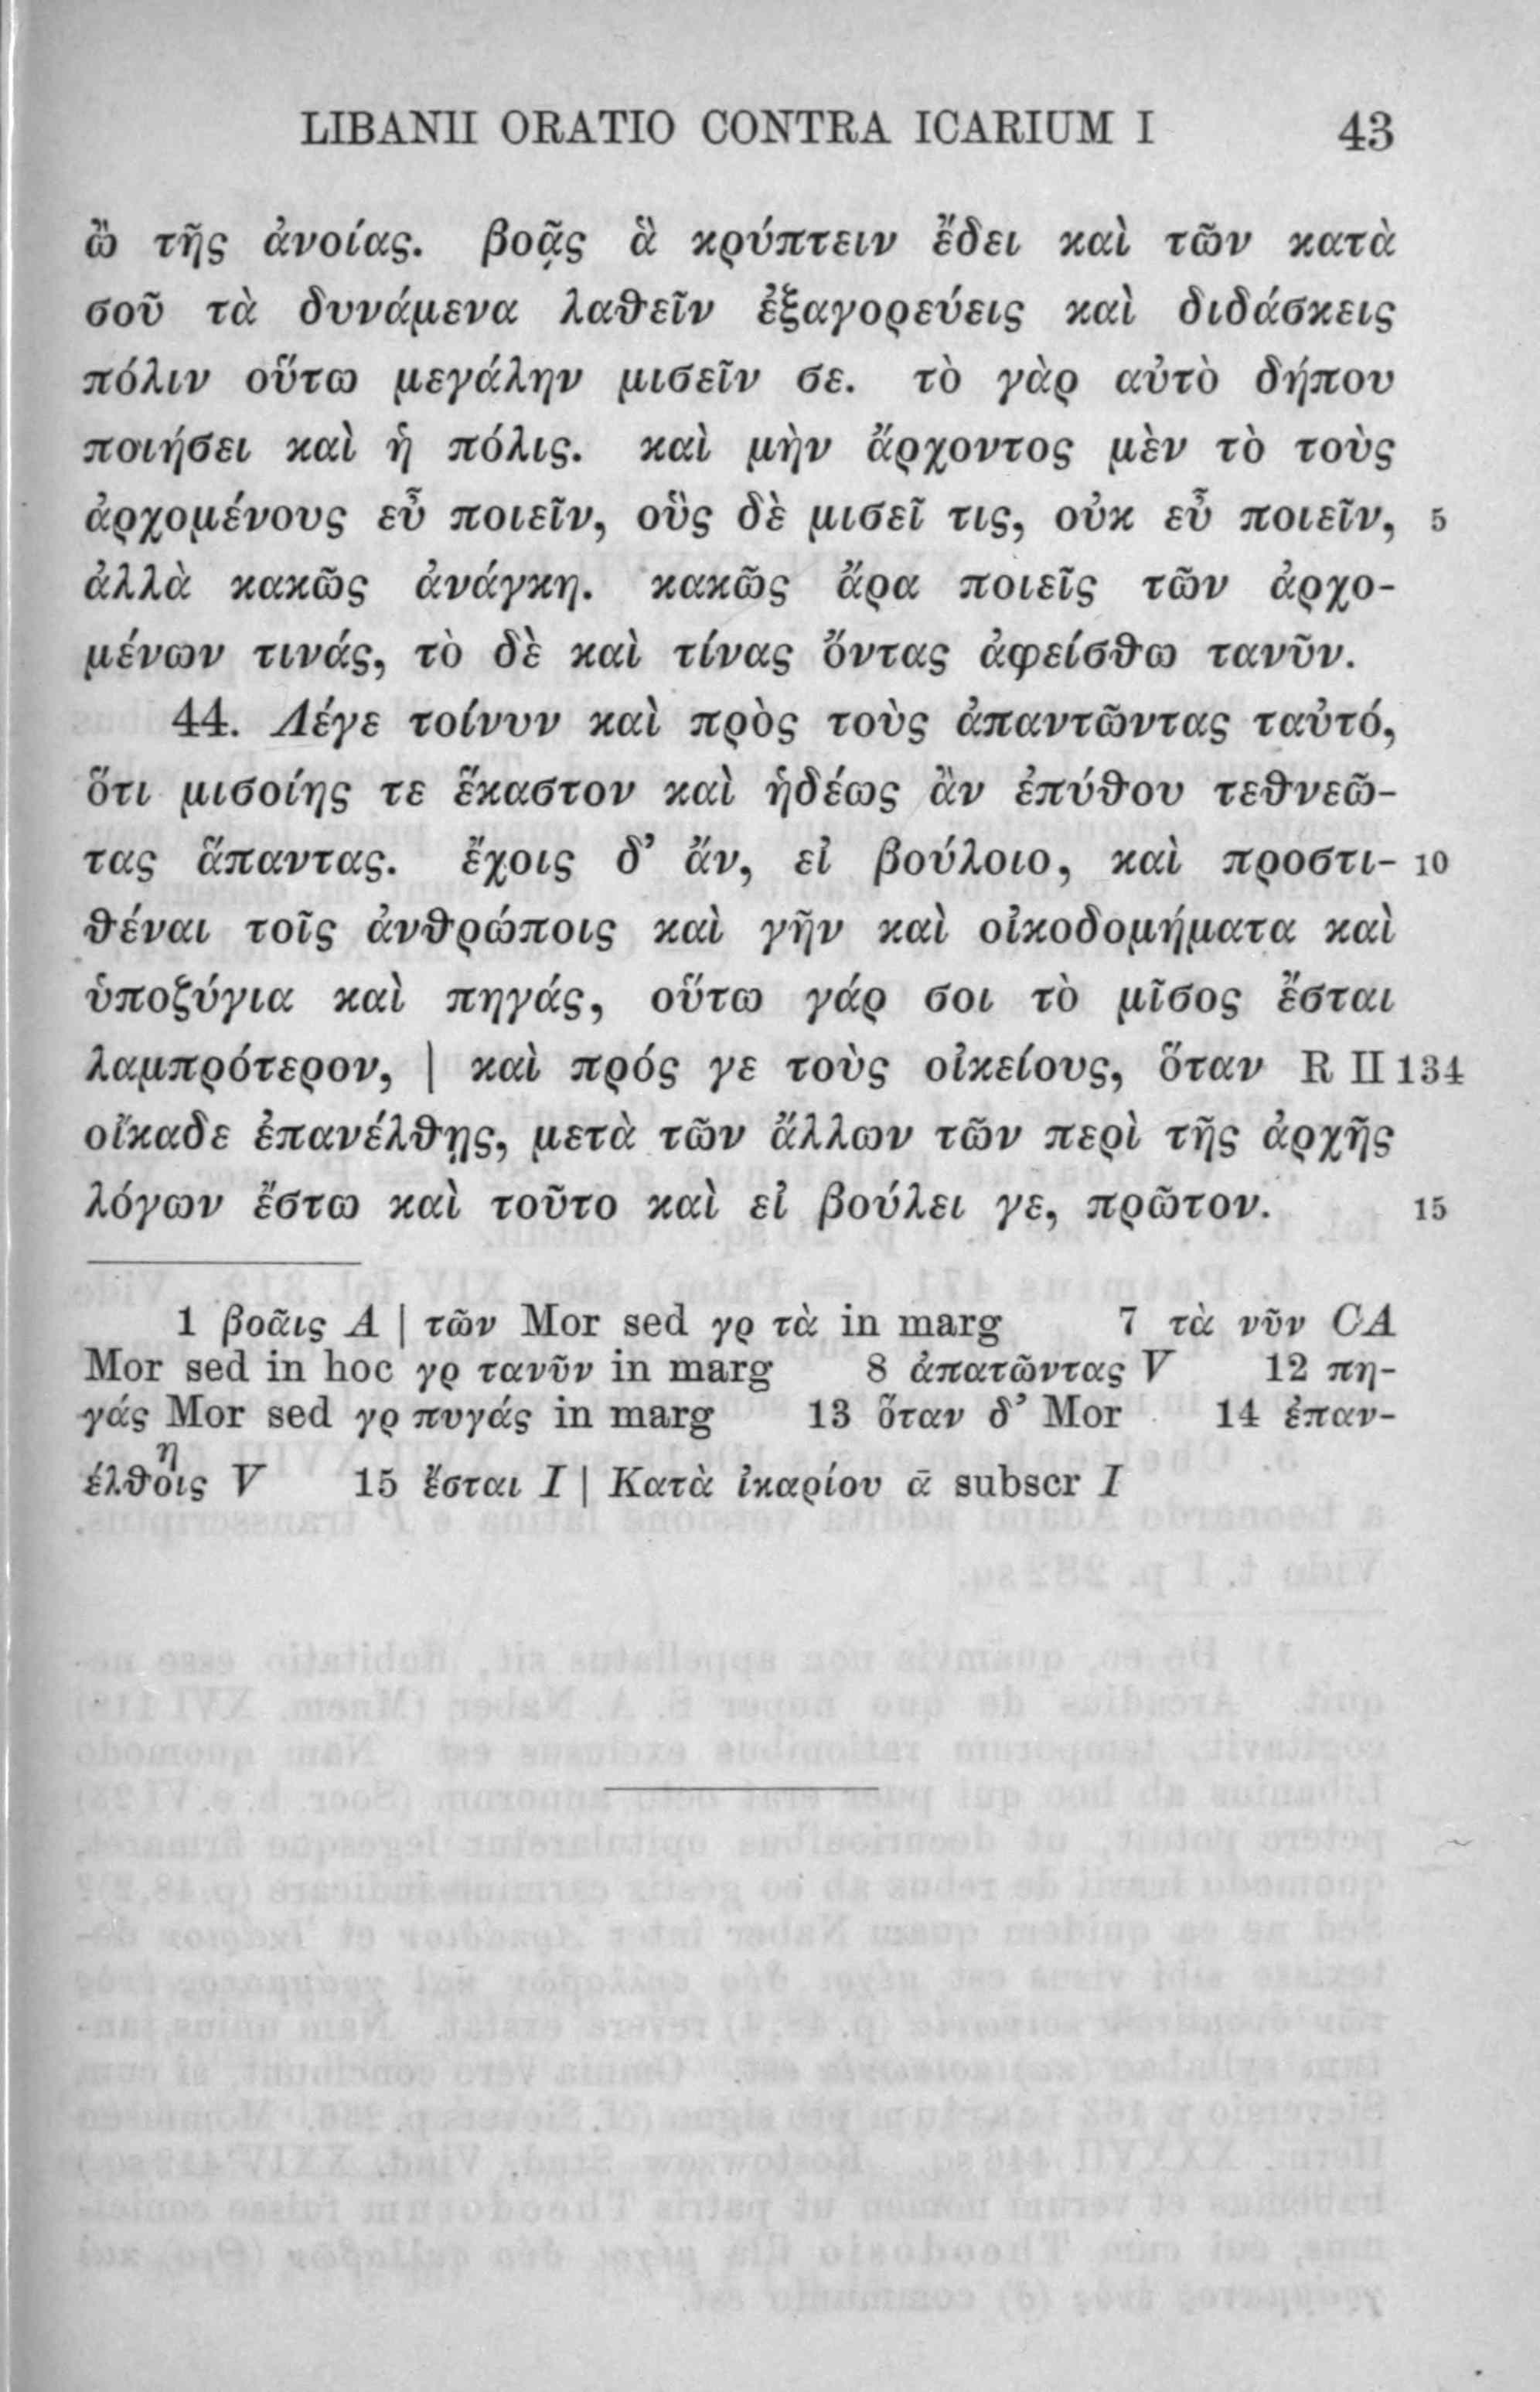 LIBANII ORATIO CONTRA ICARIUM I 43
ὢ τῆς ἀνοίας. βοᾷς ἃ κρύπτειν ἔδει καὶ τῶν κατὰ
σοῦ τὰ δυνάμενα λαθεῖν ἐξαγορεύεις καὶ διδάσκεις
πόλιν οὕτω μεγάλην μισεῖν σε. τὸ γὰρ αὐτὸ δήπου
ποιήσει καὶ ἡ πόλις. καὶ μὴν ἄρχοντος μὲν τὸ τοὺς
ἀρχομένους εὖ ποιεῖν, οὓς δὲ μισεῖ τις, οὐκ εὖ ποιεῖν, 5
ἀλλὰ κακῶς ἀνάγκη. κακῶς ἄρα ποιεῖς τῶν ἀρχο-
μένων τινάς, τὸ δὲ καὶ τίνας ὄντας ἀφείσθω τανῦν.
44. Λέγε τοίνυν καὶ πρὸς τοὺς ἀπαντῶντας ταὐτό,
ὅτι μισοίης τε ἕκαστον καὶ ἡδέως ἂν ἐπύθου τεθνεῶ-
τας ἅπαντας. ἔχοις δ’ ἄν, εἰ βούλοιο, καὶ προστι- 10
θέναι τοῖς ἀνθρώποις καὶ γῆν καὶ οἰκοδομήματα καὶ
ὑποζύγια καὶ πηγάς, οὕτω γάρ σοι τὸ μῖσος ἔσται
λαμπρότερον, | καὶ πρός γε τοὺς οἰκείους, ὅταν R II 134
οἴκαδε ἐπανέλθῃς, μετὰ τῶν ἄλλων τῶν περὶ τῆς ἀρχῆς
λόγων ἔστω καὶ τοῦτο καὶ εἰ βούλει γε, πρῶτον. 15
1 βοᾶις A | τῶν Mor sed γρ τὰ in marg 7 τὰ νῦν CA
Mor sed in hoc γρ τανῦν in marg 8 ἀπατῶντας V 12 πη-
γάς Mor sed γρ πυγάς in marg 13 ὅταν δ’ Mor 14 ἐπαν-
η
έλθοις V 15 ἔσται I | Κατὰ ἰκαρίου ᾱ subscr I